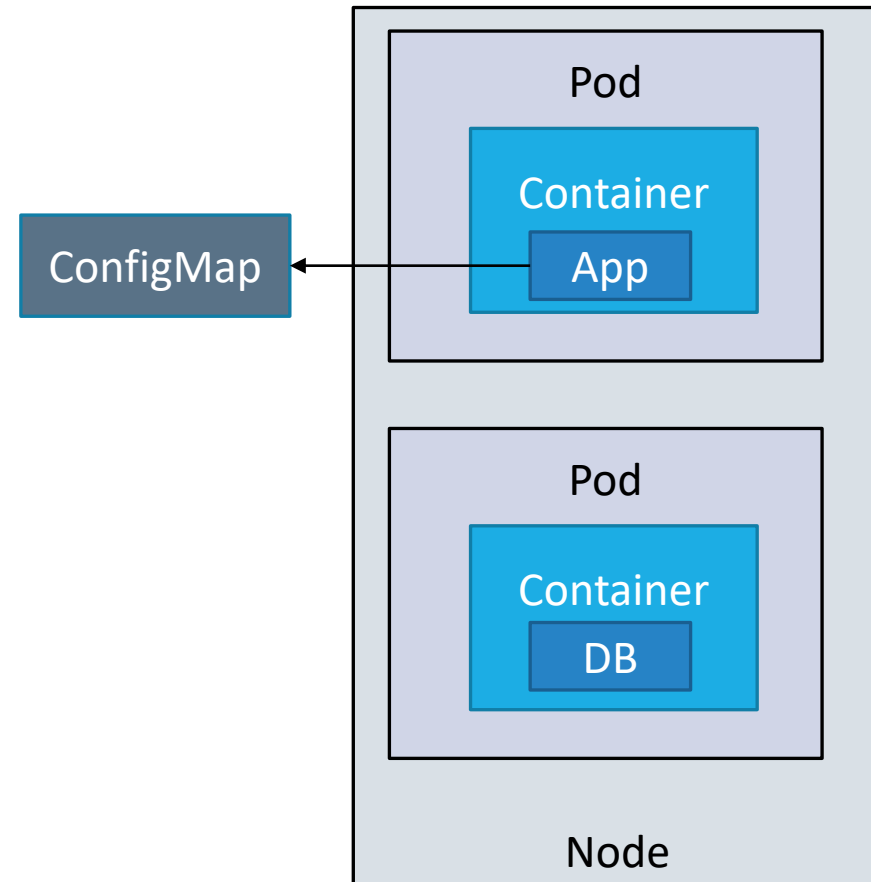 Pod
Container
App
ConfigMap
Pod
Container
DB
Node